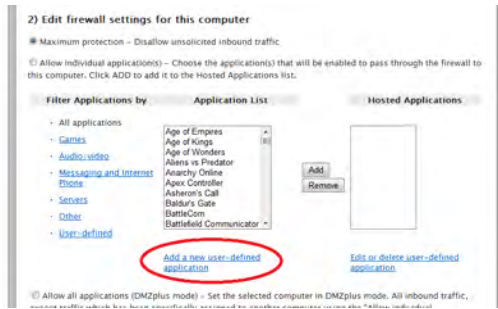 2) Edit firewall settings for this computer
Maximum protection – Disallow unsolicited inbound traffic
Allow individual application(s) – Choose the application(s) that will be enabled to pass through the firewall to
this computer. Click ADD to add it to the Hosted Applications list.
Filter Applications by Application List Hosted Applications
All applications
Games
Audio/video
Messaging and Internet
Phone
Servers
Other
User-defined
Age of Empires
Age of Kings
Age of Wonders
Aliens vs Predator
Anarchy Online
Apex Controller
Asheron's Call
Baldur's Gate
BattleCom
Battlefield Communicator
Add
Remove
Add a new user-defined
application
Edit or delete user-defined
application
Allow all applications (DMZplus mode) – Set the selected computer in DMZplus mode. All inbound traffic,
except traffic which has been specifically assigned to another computer using the "Allow individual